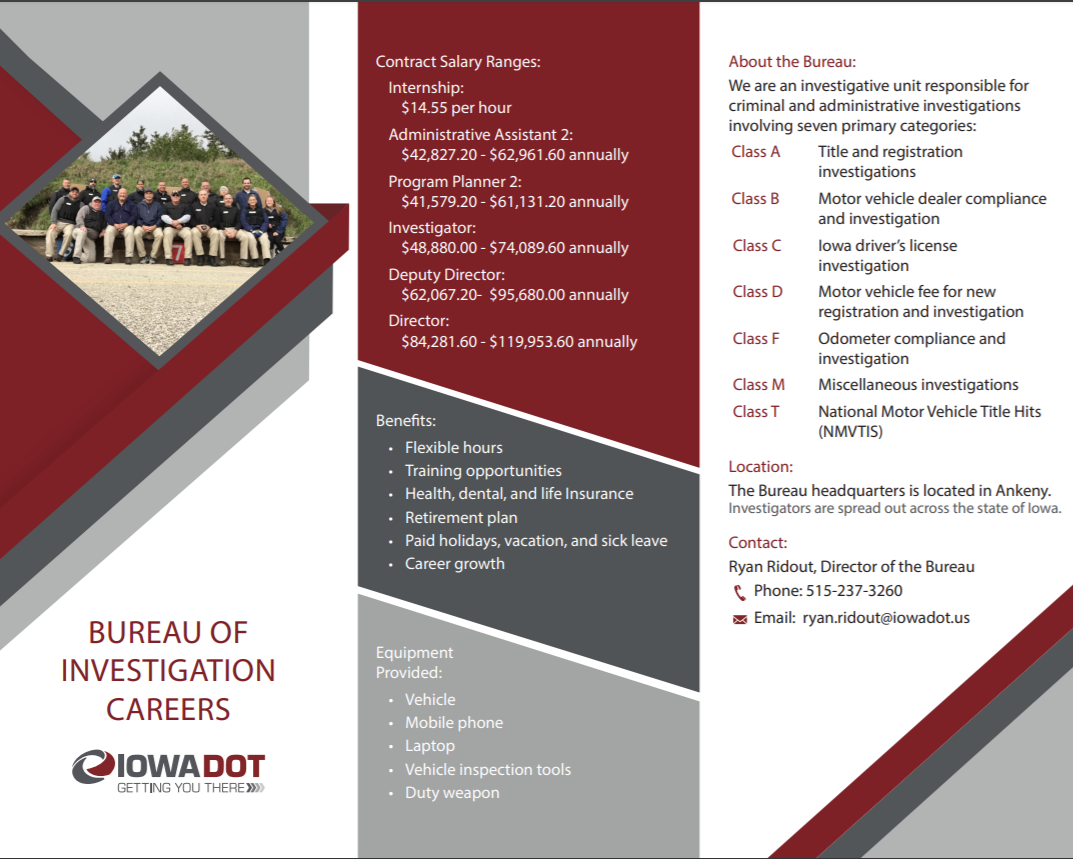 BUREAU OF
INVESTIGATION
CAREERS
IOWADOT
GETTING YOU THERE
7
Contract Salary Ranges:
Internship:
$14.55 per hour
Administrative Assistant 2:
$42,827.20 - $62,961.60 annually
Program Planner 2:
$41,579.20 - $61,131.20 annually
Investigator:
$48,880.00 - $74,089.60 annually
Deputy Director:
$62,067.20- $95,680.00 annually
Director:
$84,281.60 - $119,953.60 annually
Benefits:
• Flexible hours
• Training opportunities
• Health, dental, and life Insurance
• Retirement plan
• Paid holidays, vacation, and sick leave
• Career growth
Equipment
Provided:
• Vehicle
• Mobile phone
• Laptop
• Vehicle inspection tools
• Duty weapon
About the Bureau:
We are an investigative unit responsible for
criminal and administrative investigations
involving seven primary categories:
Class A Title and registration
investigations
Class B Motor vehicle dealer compliance
and investigation
Class C Iowa driver's license
investigation
Class D Motor vehicle fee for new
registration and investigation
Class F Odometer compliance and
investigation
Class M Miscellaneous investigations
Class T National Motor Vehicle Title Hits
(NMVTIS)
Location:
The Bureau headquarters is located in Ankeny.
Investigators are spread out across the state of Iowa.
Contact:
Ryan Ridout, Director of the Bureau
Phone: 515-237-3260
Email: ryan.ridout@iowadot.us